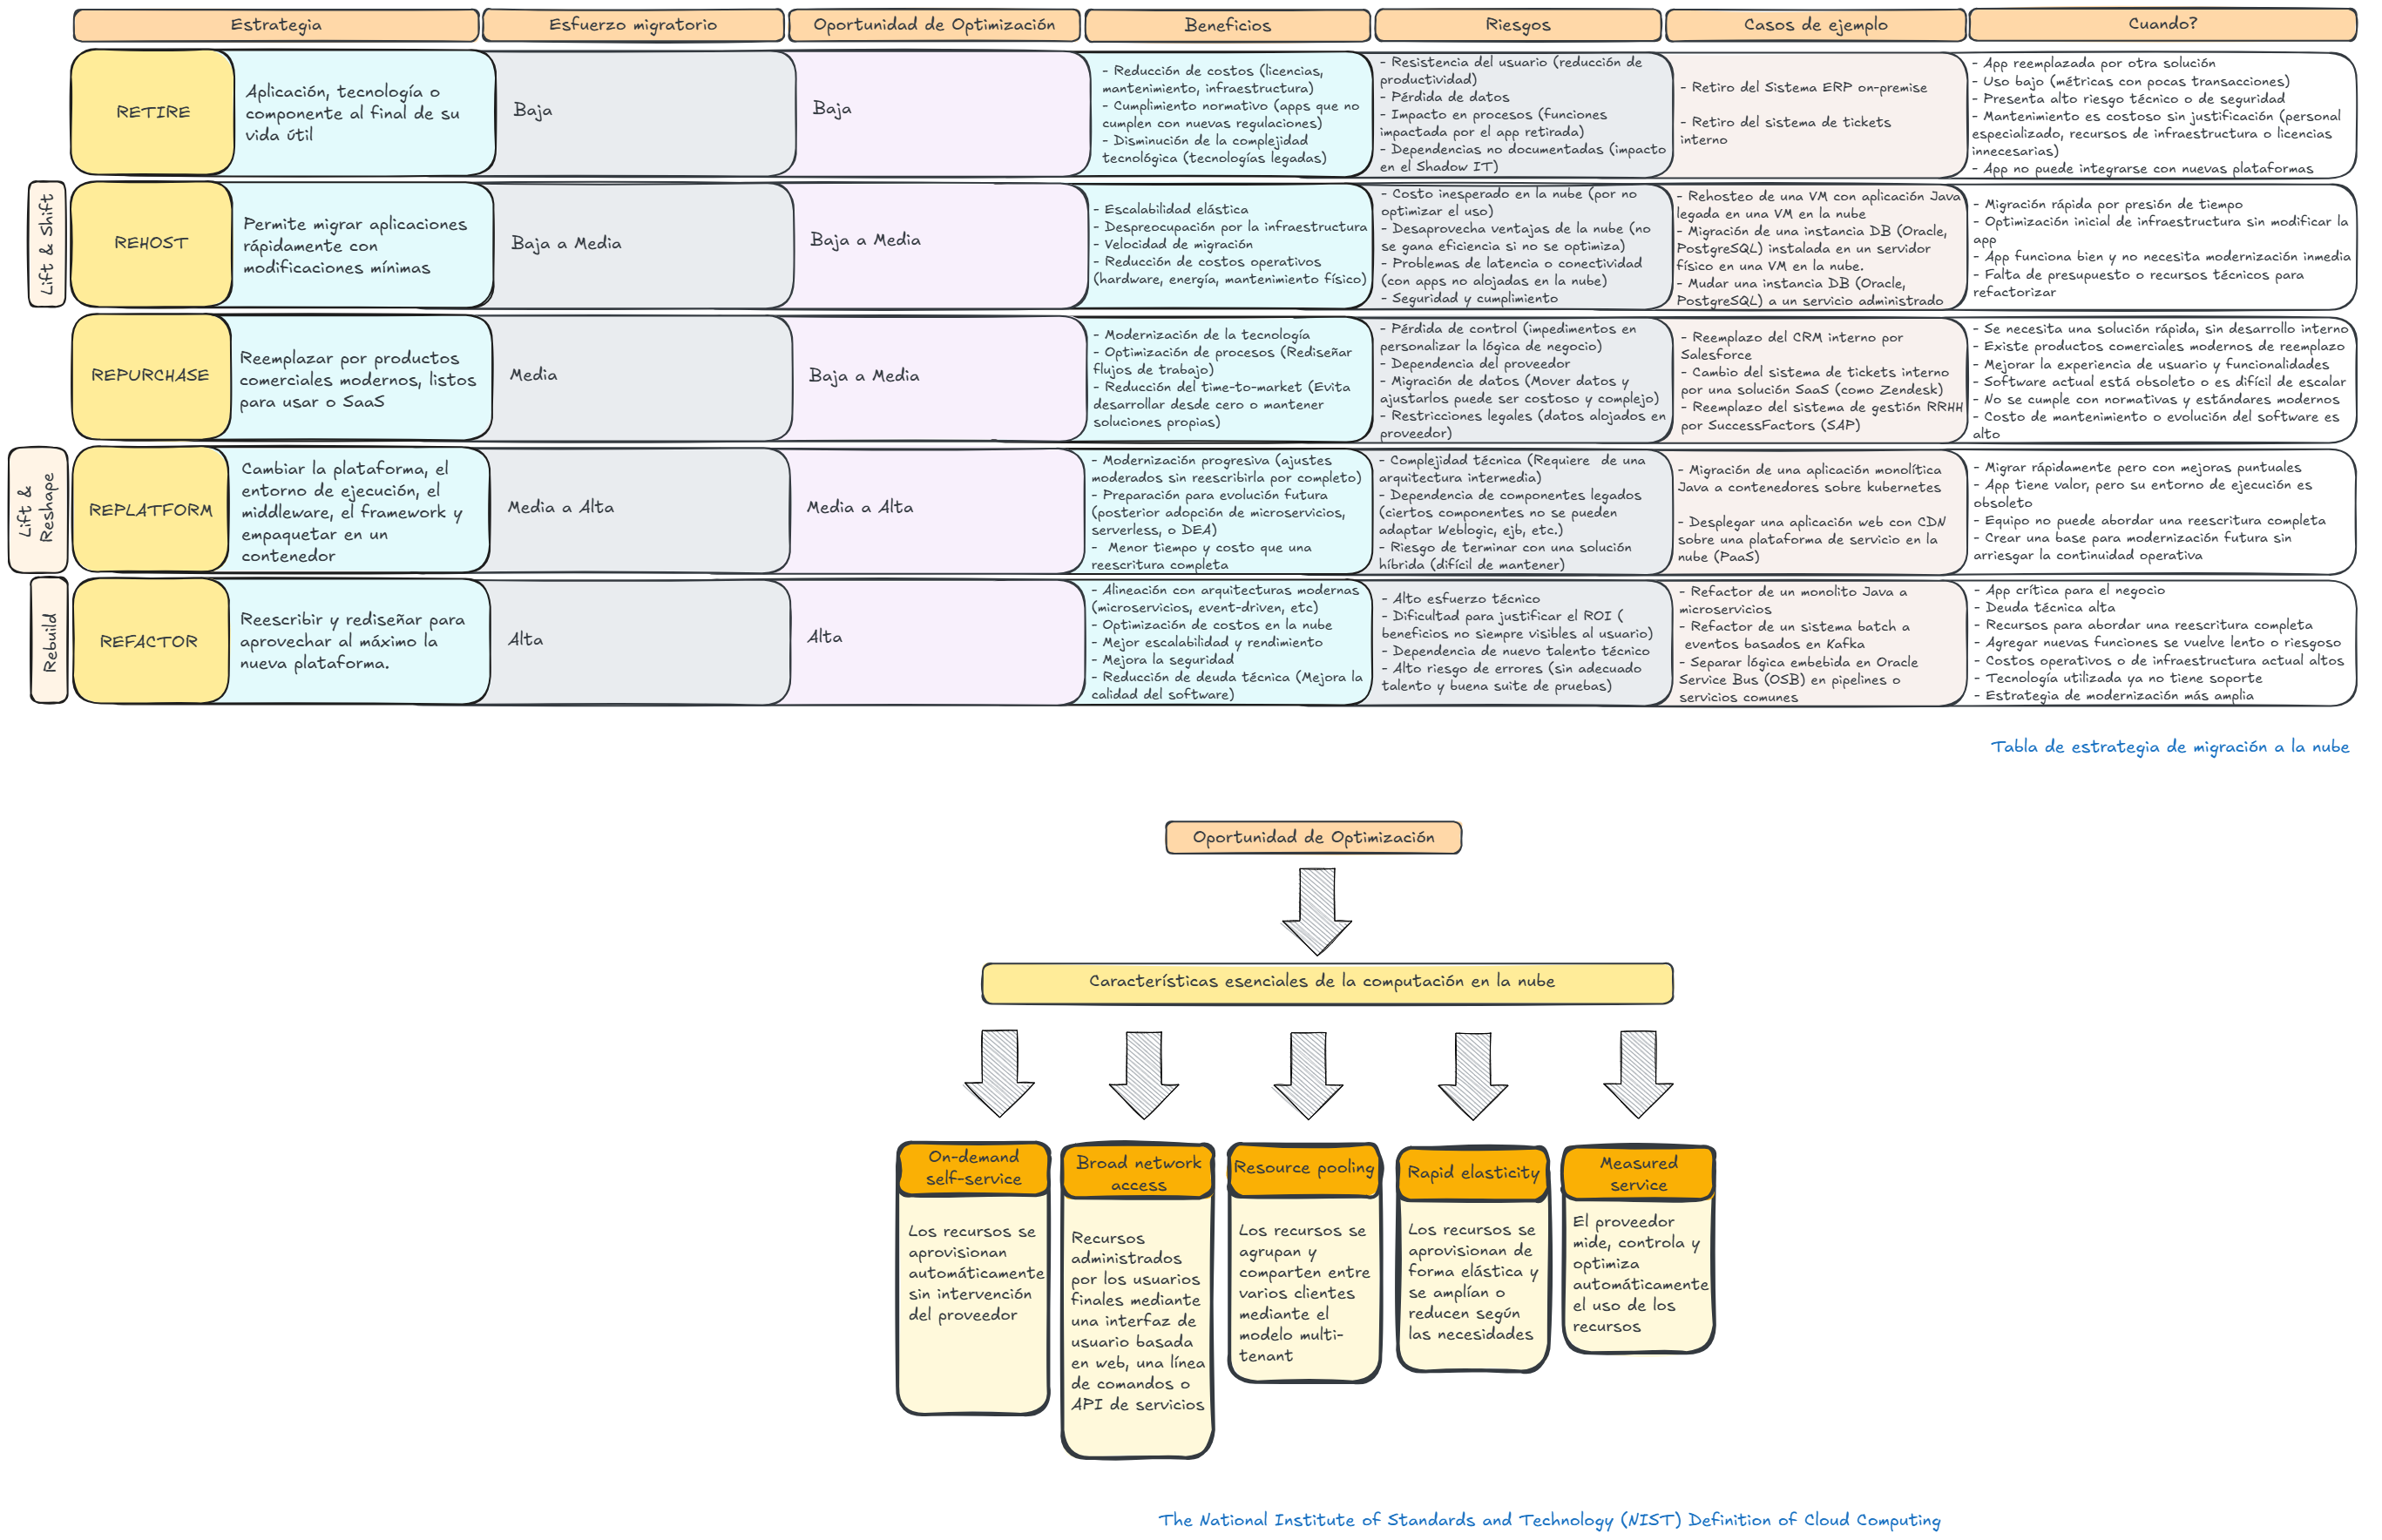 Estrategia
Esfuerzo migratorio
Oportunidad de Optimización
Beneficios
Riesgos
Casos de ejemplo
Cuando?
RETIRE
Aplicación, tecnología o
componente al final de su
vida útil
Baja
Baja
- Reducción de costos (licencias,
mantenimiento, infraestructura)
- Cumplimiento normativo (apps que no
cumplen con nuevas regulaciones)
- Disminución de la complejidad
tecnológica (tecnologías legadas)
- Resistencia del usuario (reducción de
productividad)
- Pérdida de datos
- Impacto en procesos (funciones
impactada por el app retirada)
- Dependencias no documentadas (impacto
en el Shadow IT)
- Retiro del Sistema ERP on-premise
- Retiro del sistema de tickets
interno
- App reemplazada por otra solución
- Uso bajo (métricas con pocas transacciones)
- Presenta alto riesgo técnico o de seguridad
- Mantenimiento es costoso sin justificación (personal
especializado, recursos de infraestructura o licencias
innecesarias)
- App no puede integrarse con nuevas plataformas
Lift & Shift
REHOST
Permite migrar aplicaciones
rápidamente con
modificaciones mínimas
Baja a Media
Baja a Media
- Escalabilidad elástica
- Despreocupación por la infraestructura
- Velocidad de migración
- Reducción de costos operativos
(hardware, energía, mantenimiento físico)
- Costo inesperado en la nube (por no
optimizar el uso)
- Desaprovecha ventajas de la nube (no
se gana eficiencia si no se optimiza)
- Problemas de latencia o conectividad
(con apps no alojadas en la nube)
- Seguridad y cumplimiento
- Rehosteo de una VM con aplicación Java
legada en una VM en la nube
- Migración de una instancia DB (Oracle,
PostgreSQL) instalada en un servidor
físico en una VM en la nube.
- Mudar una instancia DB (Oracle,
PostgreSQL) a un servicio administrado
- Migración rápida por presión de tiempo
- Optimización inicial de infraestructura sin modificar la
app
- App funciona bien y no necesita modernización inmedia
- Falta de presupuesto o recursos técnicos para
refactorizar
REPURCHASE
Reemplazar por productos
comerciales modernos, listos
para usar o SaaS
Media
Baja a Media
- Modernización de la tecnología
- Optimización de procesos (Rediseñar
flujos de trabajo)
- Reducción del time-to-market (Evita
desarrollar desde cero o mantener
soluciones propias)
- Pérdida de control (impedimentos en
personalizar la lógica de negocio)
- Dependencia del proveedor
- Migración de datos (Mover datos y
ajustarlos puede ser costoso y complejo)
- Restricciones legales (datos alojados en
proveedor)
- Reemplazo del CRM interno por
Salesforce
- Cambio del sistema de tickets interno
por una solución SaaS (como Zendesk)
- Reemplazo del sistema de gestión RRHH
por SuccessFactors (SAP)
- Se necesita una solución rápida, sin desarrollo interno
- Existe productos comerciales modernos de reemplazo
- Mejorar la experiencia de usuario y funcionalidades
- Software actual está obsoleto o es difícil de escalar
- No se cumple con normativas y estándares modernos
- Costo de mantenimiento o evolución del software es
alto
Lift &
Reshape
REPLATFORM
Cambiar la plataforma, el
entorno de ejecución, el
middleware, el framework y
empaquetar en un
contenedor
Media a Alta
Media a Alta
- Modernización progresiva (ajustes
moderados sin reescribirla por completo)
- Preparación para evolución futura
(posterior adopción de microservicios,
serverless, o DEA)
- Menor tiempo y costo que una
reescritura completa
- Complejidad técnica (Requiere de una
arquitectura intermedia)
- Dependencia de componentes legados
(ciertos componentes no se pueden
adaptar Weblogic, ejb, etc.)
- Riesgo de terminar con una solución
híbrida (difícil de mantener)
- Migración de una aplicación monolítica
Java a contenedores sobre kubernetes
- Desplegar una aplicación web con CDN
sobre una plataforma de servicio en la
nube (PaaS)
- Migrar rápidamente pero con mejoras puntuales
- App tiene valor, pero su entorno de ejecución es
obsoleto
- Equipo no puede abordar una reescritura completa
- Crear una base para modernización futura sin
arriesgar la continuidad operativa
Rebuild
REFACTOR
Reescribir y rediseñar para
aprovechar al máximo la
nueva plataforma.
Alta
Alta
- Alineación con arquitecturas modernas
(microservicios, event-driven, etc)
- Optimización de costos en la nube
- Mejor escalabilidad y rendimiento
- Mejora la seguridad
- Reducción de deuda técnica (Mejora la
calidad del software)
- Alto esfuerzo técnico
- Dificultad para justificar el ROI (
beneficios no siempre visibles al usuario)
- Dependencia de nuevo talento técnico
- Alto riesgo de errores (sin adecuado
talento y buena suite de pruebas)
- Refactor de un monolito Java a
microservicios
- Refactor de un sistema batch a
eventos basados en Kafka
- Separar lógica embebida en Oracle
Service Bus (OSB) en pipelines o
servicios comunes
- App crítica para el negocio
- Deuda técnica alta
- Recursos para abordar una reescritura completa
- Agregar nuevas funciones se vuelve lento o riesgoso
- Costos operativos o de infraestructura actual altos
- Tecnología utilizada ya no tiene soporte
- Estrategia de modernización más amplia
Tabla de estrategia de migración a la nube
Oportunidad de Optimización
Características esenciales de la computación en la nube
On-demand
self-service
Los recursos se
aprovisionan
automáticamente
sin intervención
del proveedor
Broad network
access
Recursos
administrados
por los usuarios
finales mediante
una interfaz de
usuario basada
en web, una línea
de comandos o
API de servicios
Resource pooling
Los recursos se
agrupan y
comparten entre
varios clientes
mediante el
modelo multi-
tenant
Rapid elasticity
Los recursos se
aprovisionan de
forma elástica y
se amplían o
reducen según
las necesidades
Measured
service
El proveedor
mide, controla y
optimiza
automáticamente
el uso de los
recursos
The National Institute of Standards and Technology (NIST) Definition of Cloud Computing